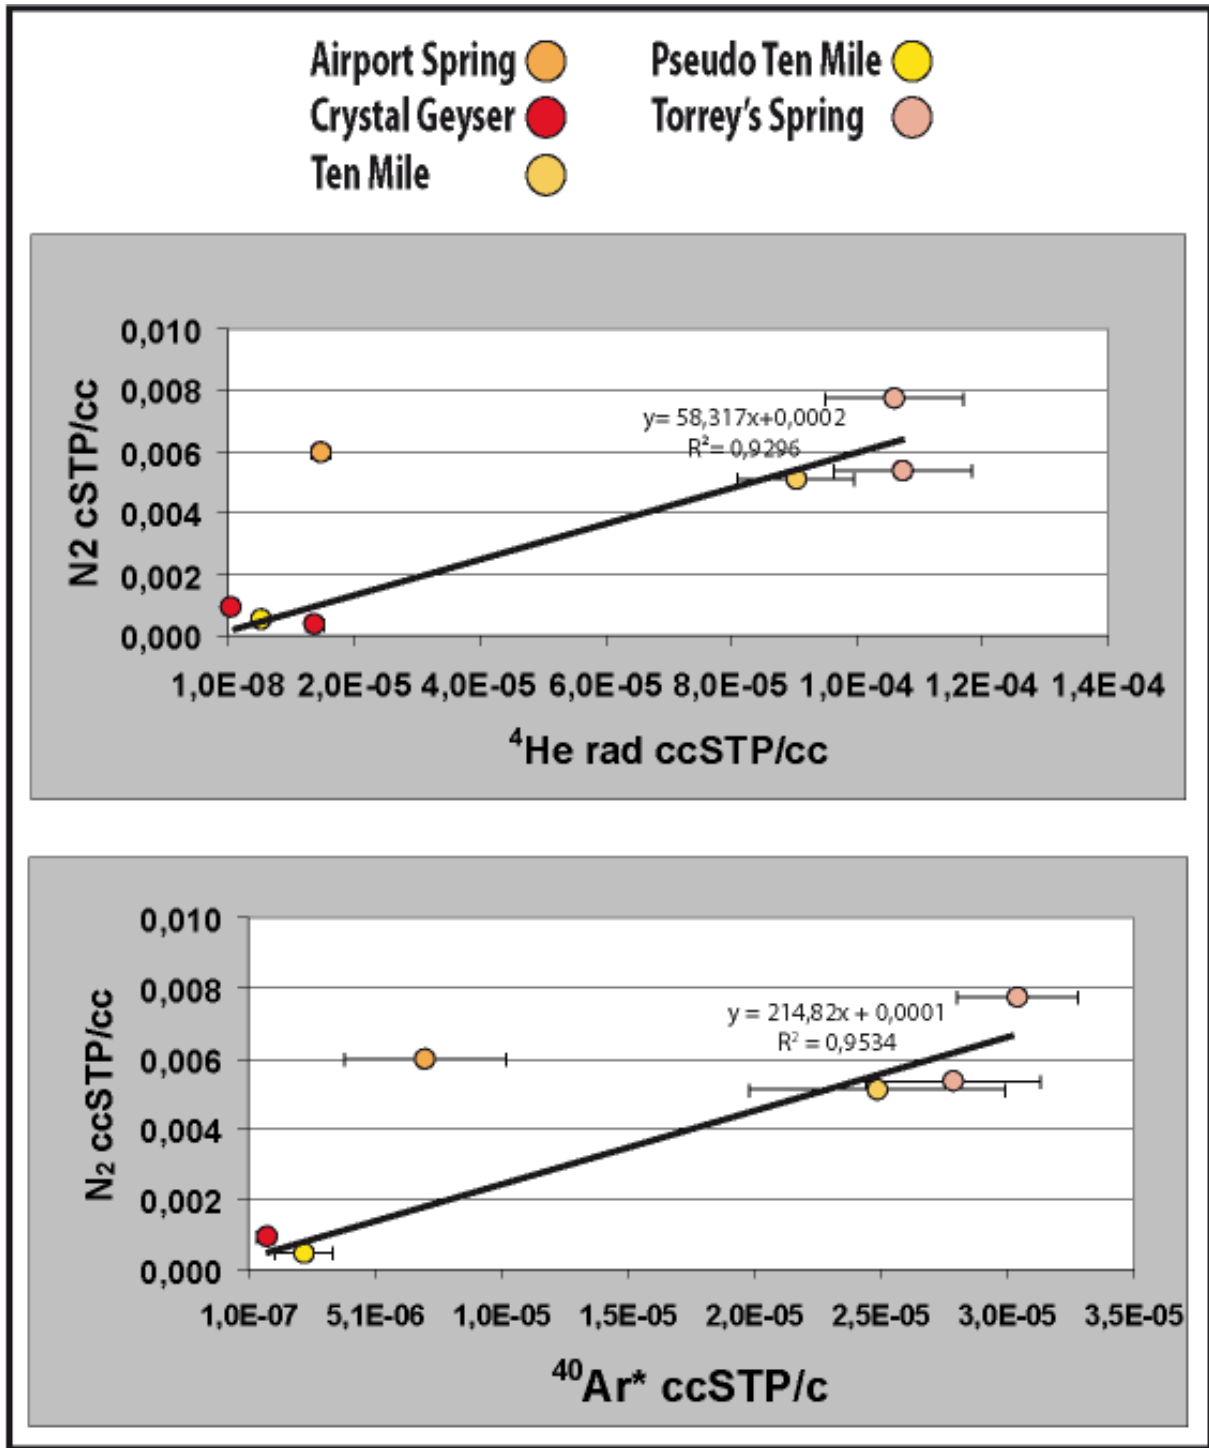 Airport Spring
Pseudo Ten Mile
Crystal Geyser
Torrey's Spring
Ten Mile
0,010
0,008
0,006
0,004
0,002
0,000
N2 cSTP/cc
y= 58,317x+0,0002
R²= 0,9296
1,0E-08 2,0E-05 4,0E-05 6,0E-05 8,0E-05 1,0E-04 1,2E-04 1,4E-04
⁴He rad ccSTP/cc
0,010
0,008
0,006
0,004
0,002
0,000
N₂ ccSTP/cc
y = 214,82x + 0,0001
R² = 0,9534
1,0E-07 5,1E-06 1,0E-05 1,5E-05 2,0E-05 2,5E-05 3,0E-05 3,5E-05
⁴⁰Ar* ccSTP/c